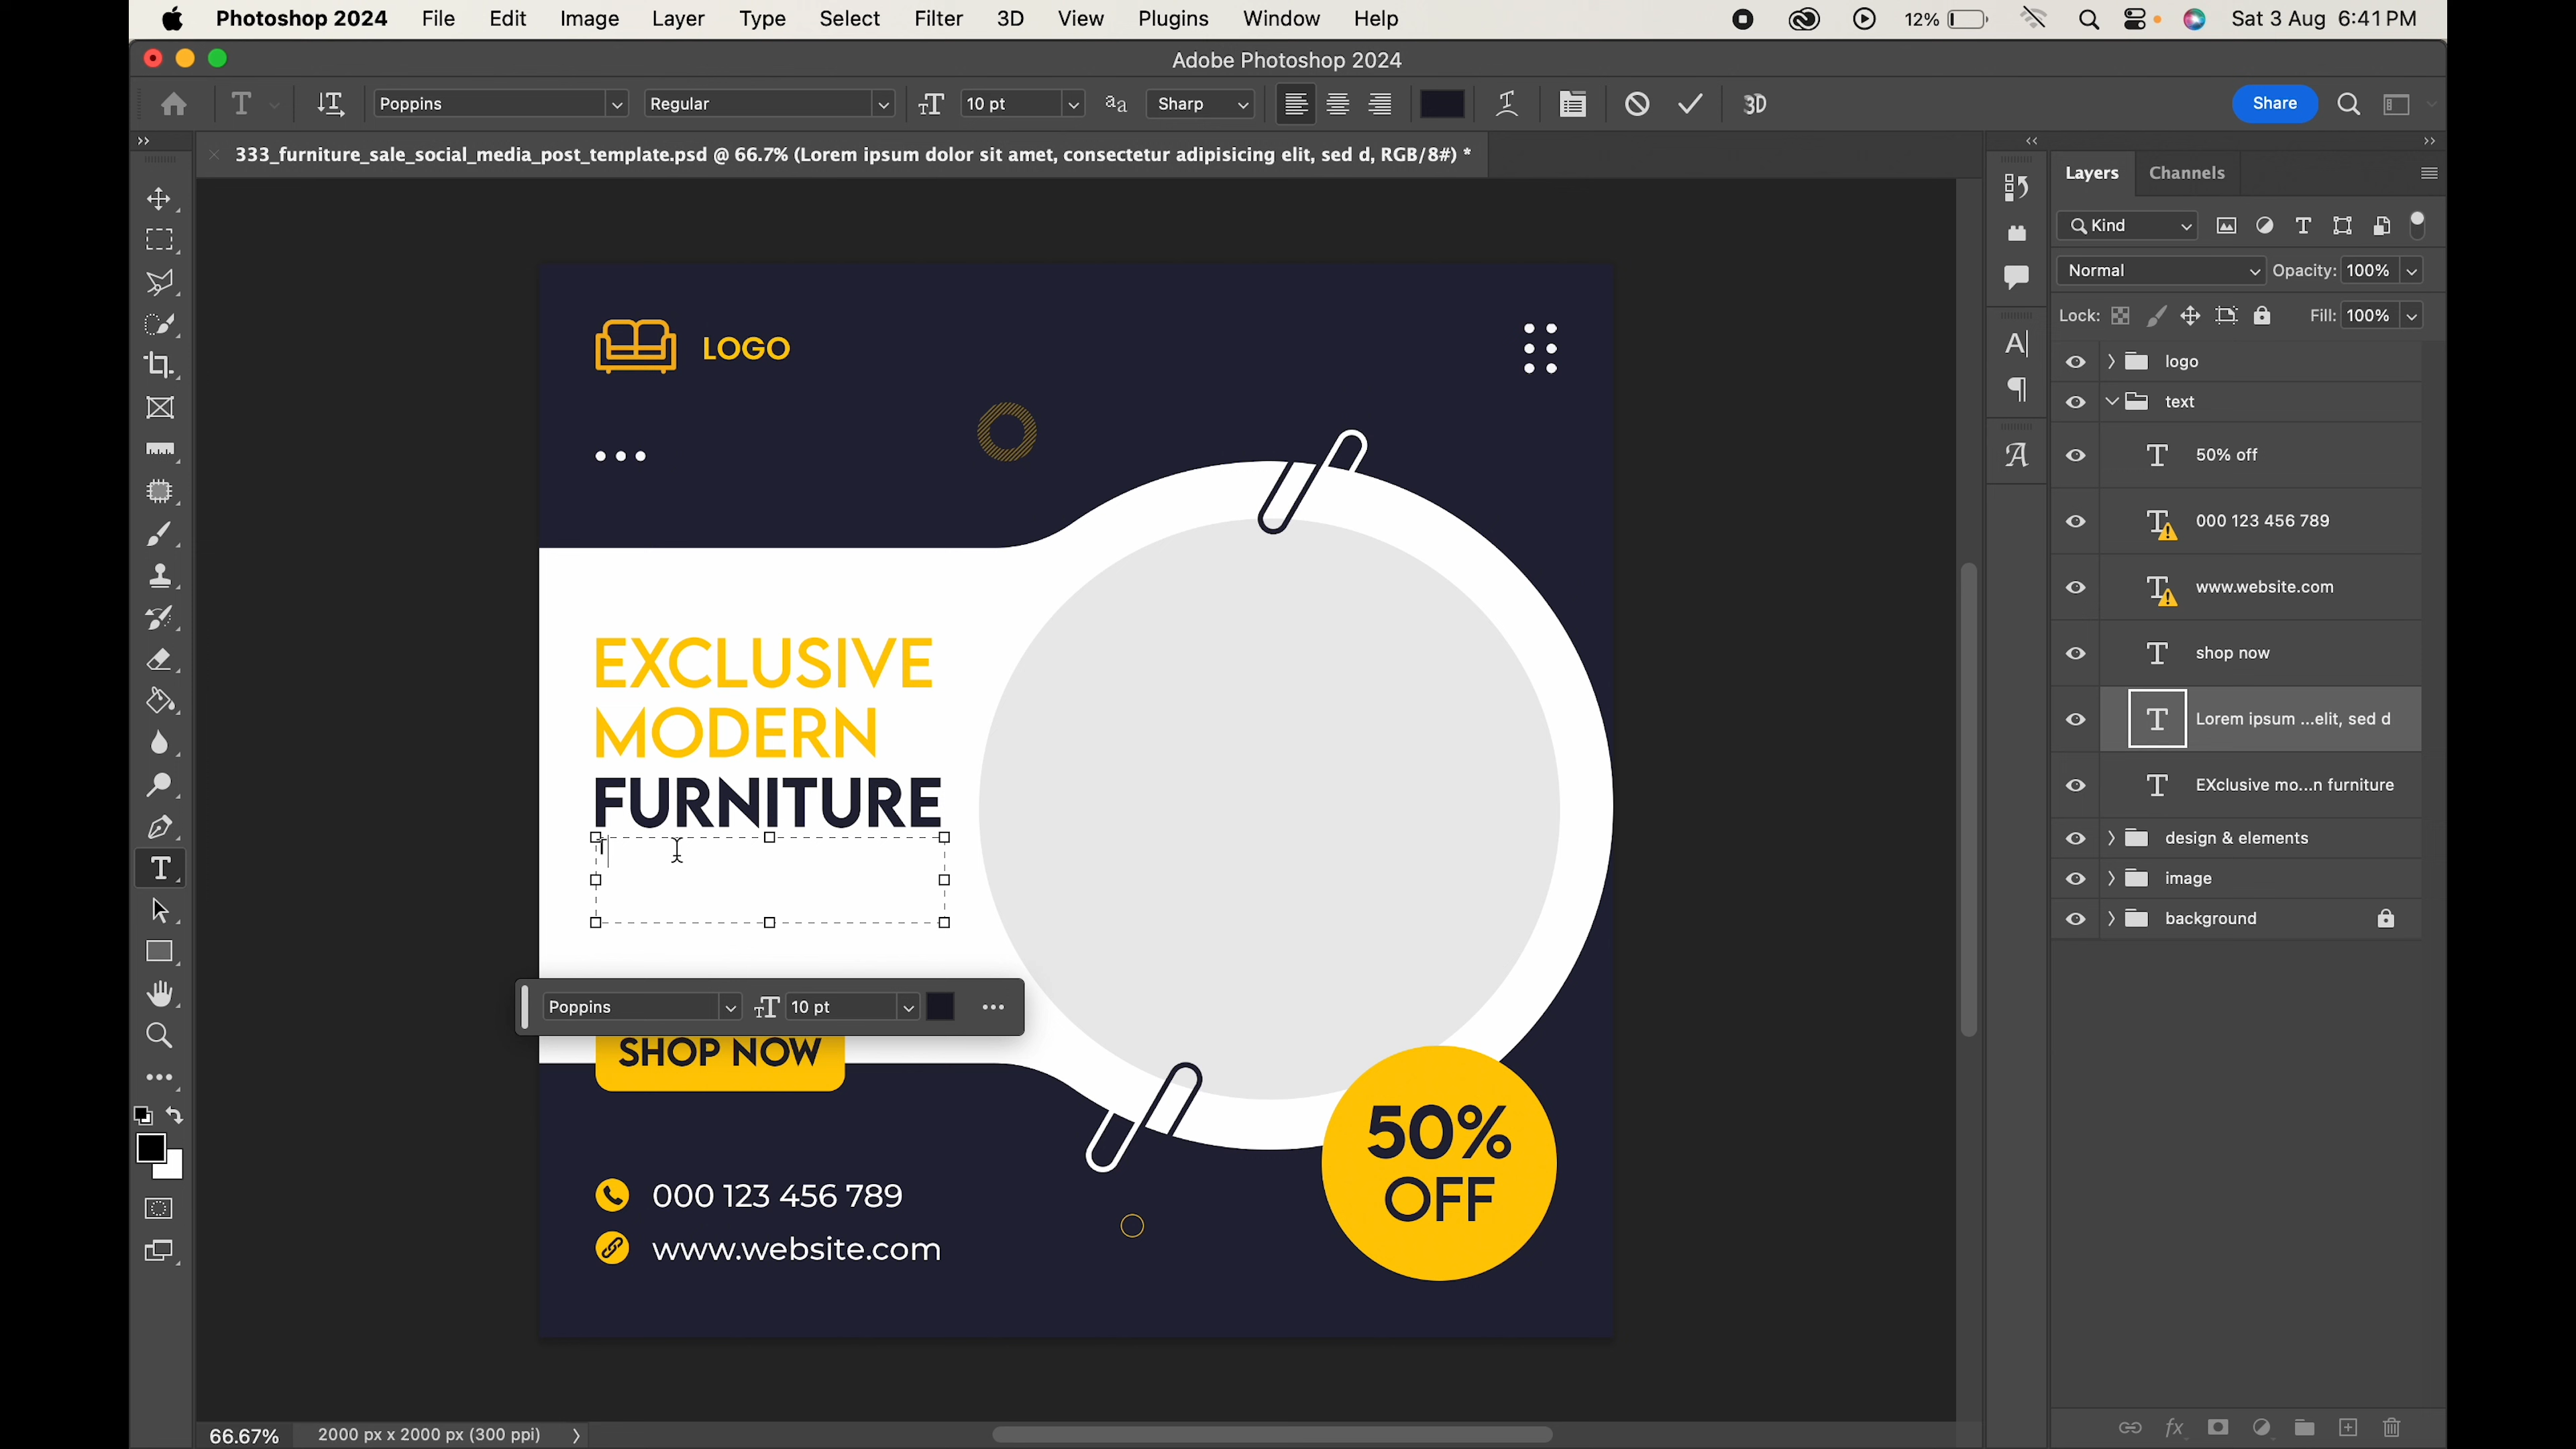 Photoshop 2024 File Edit Image Layer Type Select Filter 3D View Plugins Window Help 12% Sat 3 Aug 6:41 PM
Adobe Photoshop 2024
Poppins Regular 10 pt Sharp 3D Share
333_furniture_sale_social_media_post_template.psd @ 66.7% (Lorem ipsum dolor sit amet, consectetur adipisicing elit, sed d, RGB/8#) *
Layers Channels
Kind
Normal Opacity: 100%
Lock: Fill: 100%
logo
text
50% off
000 123 456 789
www.website.com
shop now
Lorem ipsum ...elit, sed d
EXclusive mo...n furniture
design & elements
image
background
LOGO
EXCLUSIVE
MODERN
FURNITURE
T
Poppins 10 pt
SHOP NOW
50%
OFF
000 123 456 789
www.website.com
66.67% 2000 px x 2000 px (300 ppi)